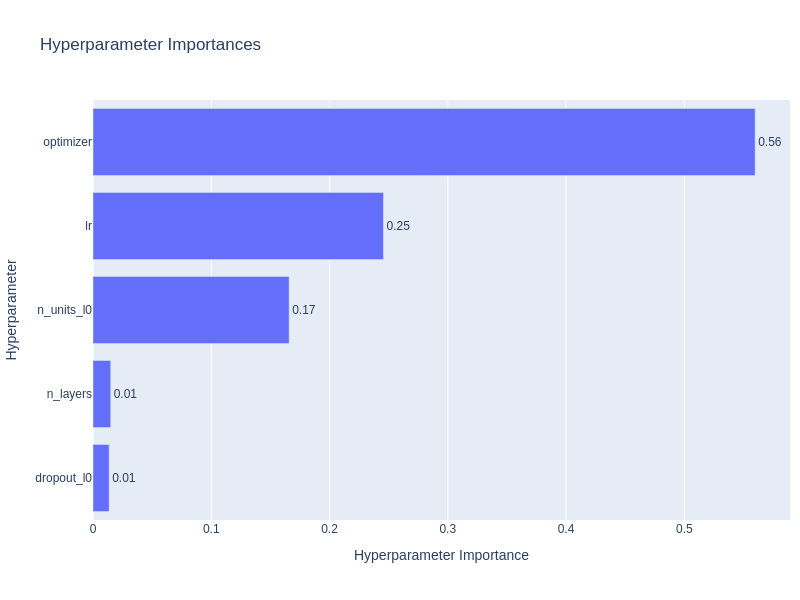 Hyperparameter Importances
Hyperparameter
optimizer
0.56
lr
0.25
n_units_l0
0.17
n_layers
0.01
dropout_l0
0.01
0
0.1
0.2
0.3
0.4
0.5
Hyperparameter Importance